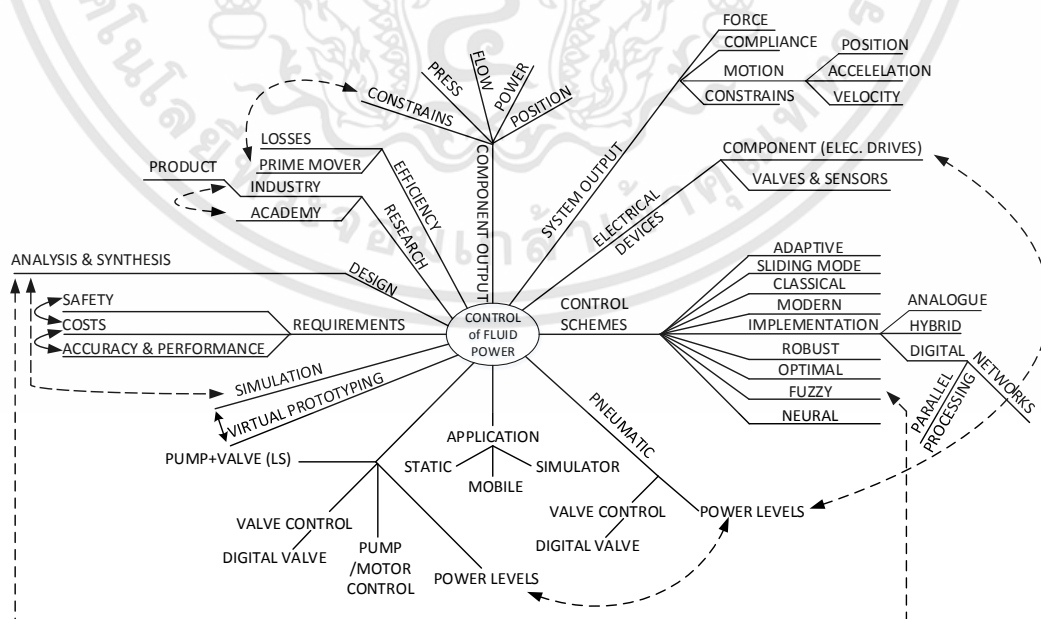 FORCE
COMPLIANCE
MOTION
CONSTRAINS
POSITION
ACCELELATION
VELOCITY
SYSTEM OUTPUT
CONSTRAINS
PRESS
FLOW
POWER
POSITION
COMPONENT OUTPUT
LOSSES
PRIME MOVER
EFFICIENCY
PRODUCT
INDUSTRY
ACADEMY
RESEARCH
COMPONENT (ELEC. DRIVES)
VALVES & SENSORS
ELECTRICAL
DEVICES
ANALYSIS & SYNTHESIS
DESIGN
SAFETY
COSTS
ACCURACY & PERFORMANCE
REQUIREMENTS
CONTROL
of FLUID
POWER
CONTROL
SCHEMES
ADAPTIVE
SLIDING MODE
CLASSICAL
MODERN
IMPLEMENTATION
ROBUST
OPTIMAL
FUZZY
NEURAL
ANALOGUE
HYBRID
DIGITAL
NETWORKS
PARALLEL
PROCESSING
SIMULATION
VIRTUAL PROTOTYPING
PUMP+VALVE (LS)
VALVE CONTROL
DIGITAL VALVE
PUMP
/MOTOR
CONTROL
POWER LEVELS
APPLICATION
STATIC
MOBILE
SIMULATOR
PNEUMATIC
VALVE CONTROL
DIGITAL VALVE
POWER LEVELS